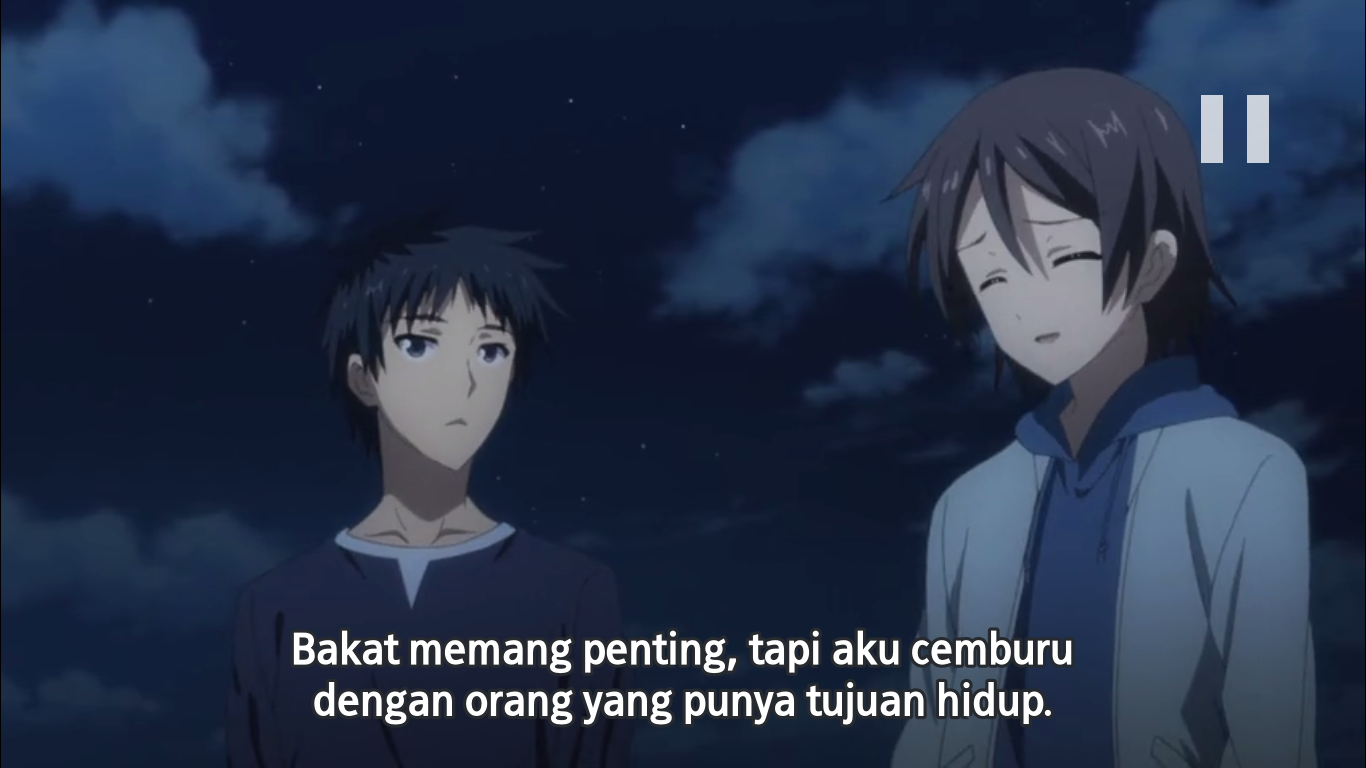 Bakat memang penting, tapi aku cemburu
dengan orang yang punya tujuan hidup.